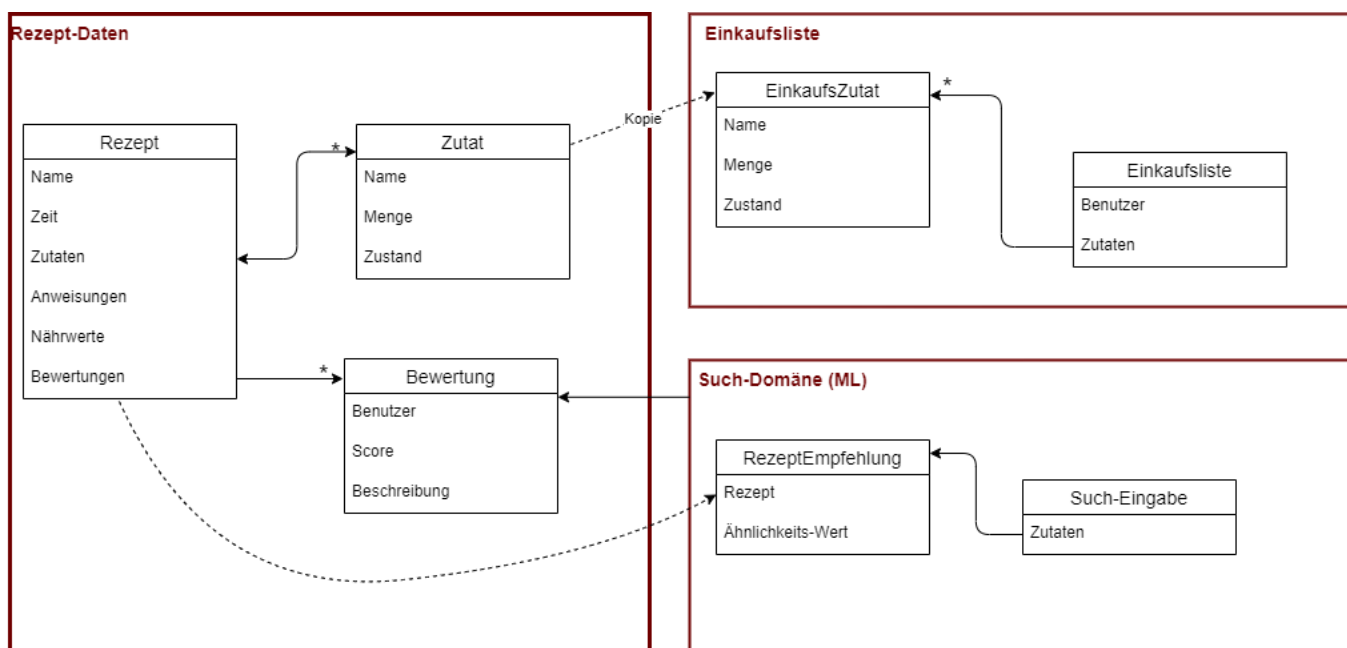 Rezept-Daten
Rezept
Name
Zeit
Zutaten
Anweisungen
Nährwerte
Bewertungen
*
Zutat
Name
Menge
Zustand
*
Bewertung
Benutzer
Score
Beschreibung
Kopie
Einkaufsliste
EinkaufsZutat
Name
Menge
Zustand
*
Einkaufsliste
Benutzer
Zutaten
Such-Domäne (ML)
RezeptEmpfehlung
Rezept
Ähnlichkeits-Wert
Such-Eingabe
Zutaten